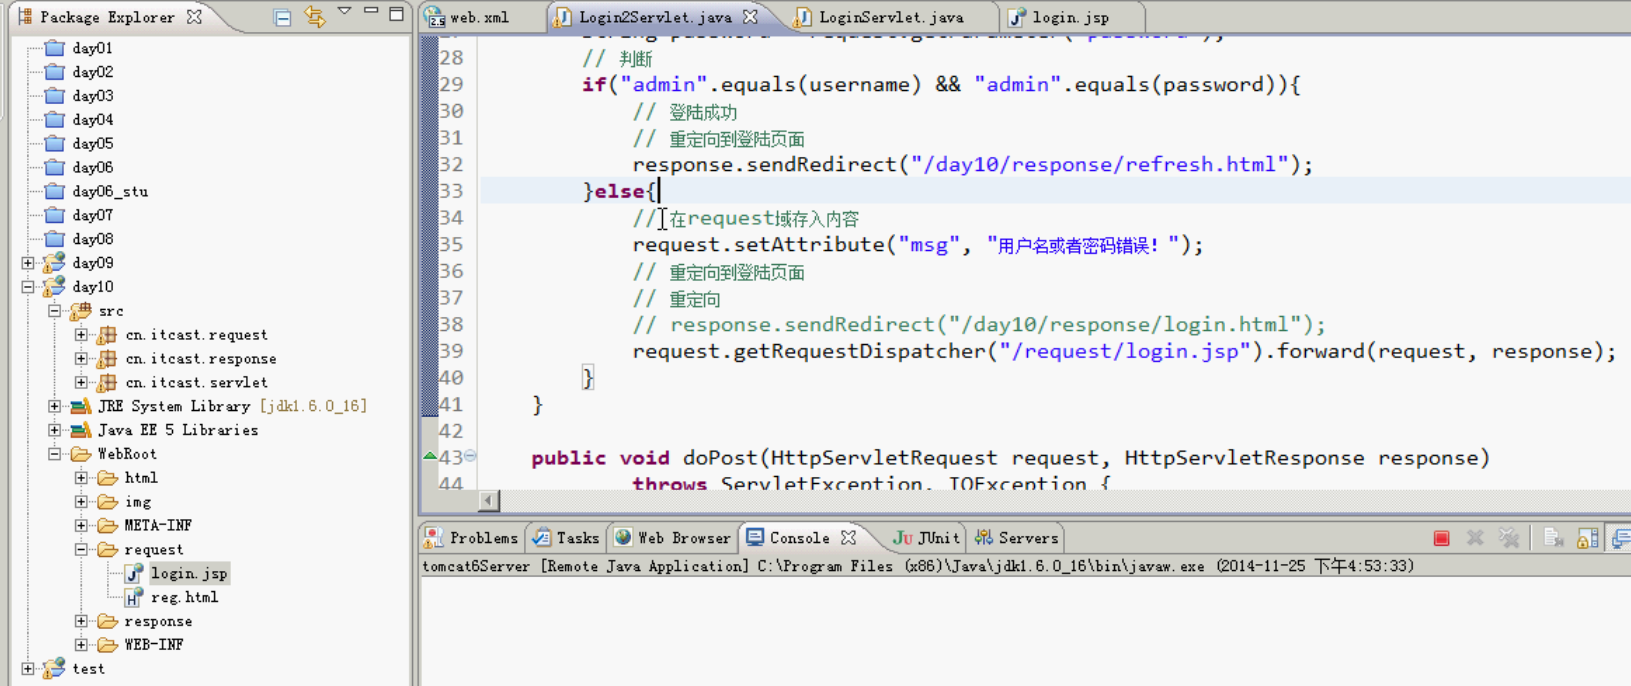 Package Explorer
day01
day02
day03
day04
day05
day06
day06_stu
day07
day08
day09
day10
src
cn.itcast.request
cn.itcast.response
cn.itcast.servlet
JRE System Library [jdk1.6.0_16]
Java EE 5 Libraries
WebRoot
html
img
META-INF
request
login.jsp
reg.html
response
WEB-INF
test
web.xml Login2Servlet.java LoginServlet.java login.jsp
28 // 判断
29 if("admin".equals(username) && "admin".equals(password)){
30 // 登陆成功
31 // 重定向到登陆页面
32 response.sendRedirect("/day10/response/refresh.html");
33 }else{
34 // 在request域存入内容
35 request.setAttribute("msg", "用户名或者密码错误！");
36 // 重定向到登陆页面
37 // 重定向
38 // response.sendRedirect("/day10/response/login.html");
39 request.getRequestDispatcher("/request/login.jsp").forward(request, response);
40 }
41 }
42
43 public void doPost(HttpServletRequest request, HttpServletResponse response)
44 throws ServletException, IOException {
Problems Tasks Web Browser Console JUnit Servers
tomcat6Server [Remote Java Application] C:\Program Files (x86)\Java\jdk1.6.0_16\bin\javaw.exe (2014-11-25 下午4:53:33)